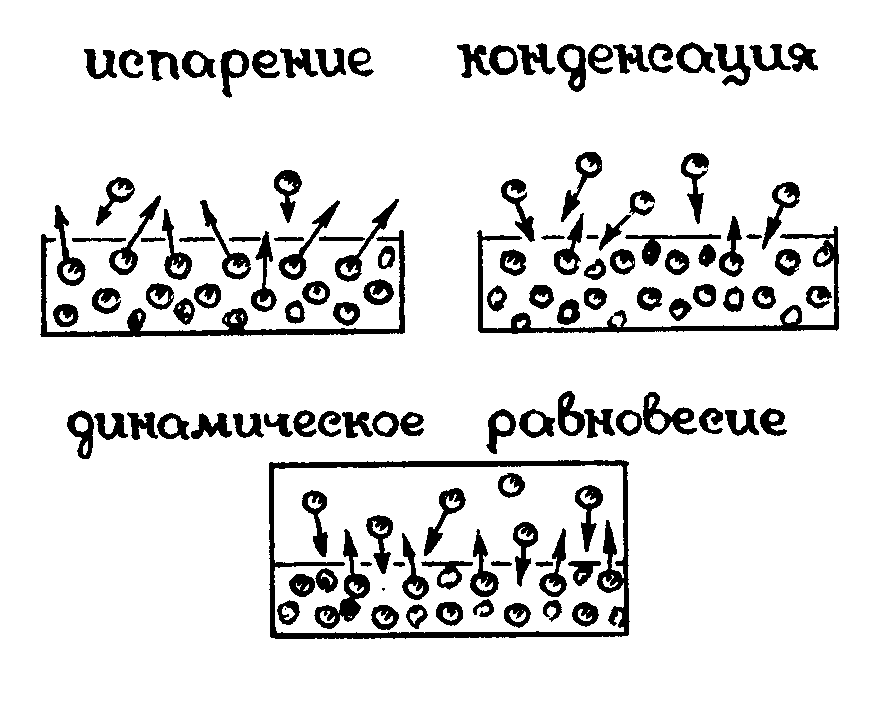 испарение конденсация
динамическое равновесие